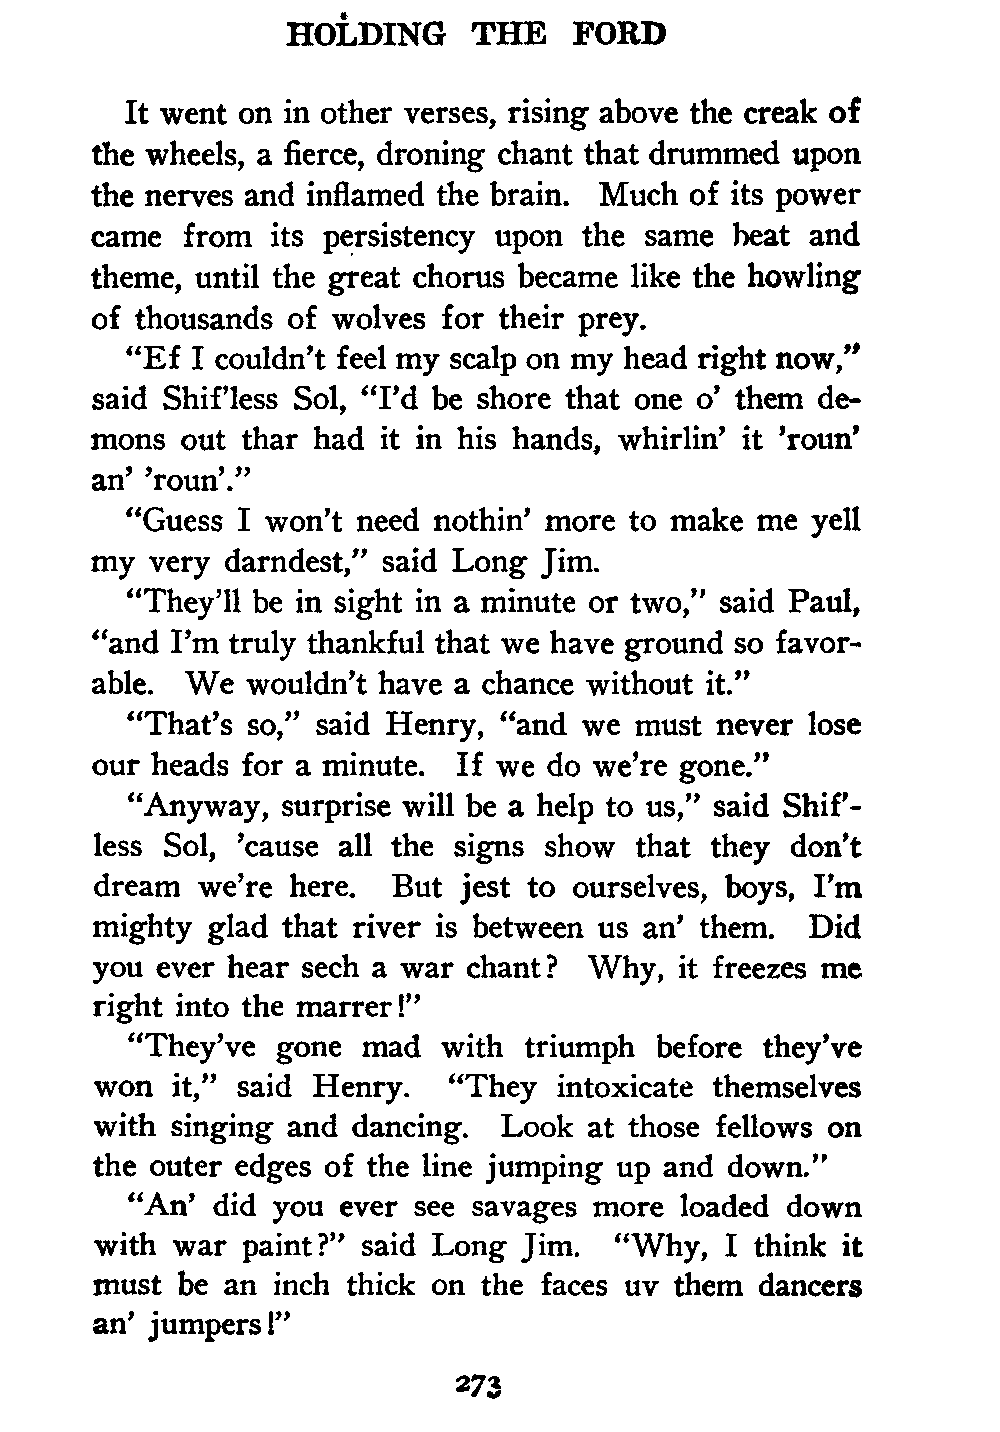 HOLDING THE FORD
It went on in other verses, rising above the creak of
the wheels, a fierce, droning chant that drummed upon
the nerves and inflamed the brain. Much of its power
came from its persistency upon the same beat and
theme, until the great chorus became like the howling
of thousands of wolves for their prey.
“Ef I couldn’t feel my scalp on my head right now,”
said Shif’less Sol, “I’d be shore that one o’ them de-
mons out thar had it in his hands, whirlin’ it ’roun’
an’ ’roun’.”
“Guess I won’t need nothin’ more to make me yell
my very darndest,” said Long Jim.
“They’ll be in sight in a minute or two,” said Paul,
“and I’m truly thankful that we have ground so favor-
able. We wouldn’t have a chance without it.”
“That’s so,” said Henry, “and we must never lose
our heads for a minute. If we do we’re gone.”
“Anyway, surprise will be a help to us,” said Shif’-
less Sol, ’cause all the signs show that they don’t
dream we’re here. But jest to ourselves, boys, I’m
mighty glad that river is between us an’ them. Did
you ever hear sech a war chant? Why, it freezes me
right into the marrer!”
“They’ve gone mad with triumph before they’ve
won it,” said Henry. “They intoxicate themselves
with singing and dancing. Look at those fellows on
the outer edges of the line jumping up and down.”
“An’ did you ever see savages more loaded down
with war paint?” said Long Jim. “Why, I think it
must be an inch thick on the faces uv them dancers
an’ jumpers!”
273